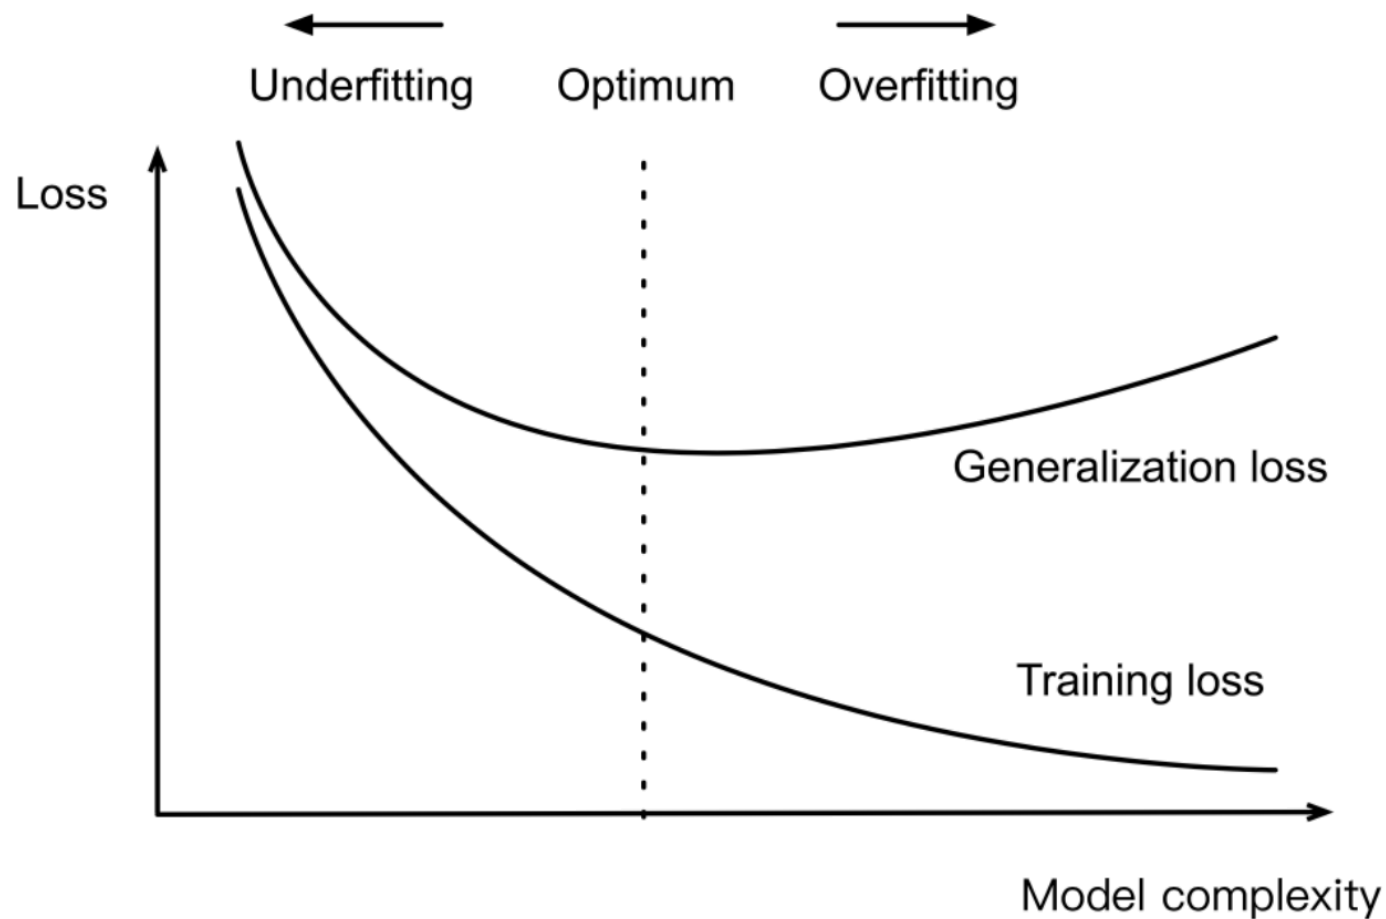 Underfitting Optimum Overfitting
Loss
Generalization loss
Training loss
Model complexity